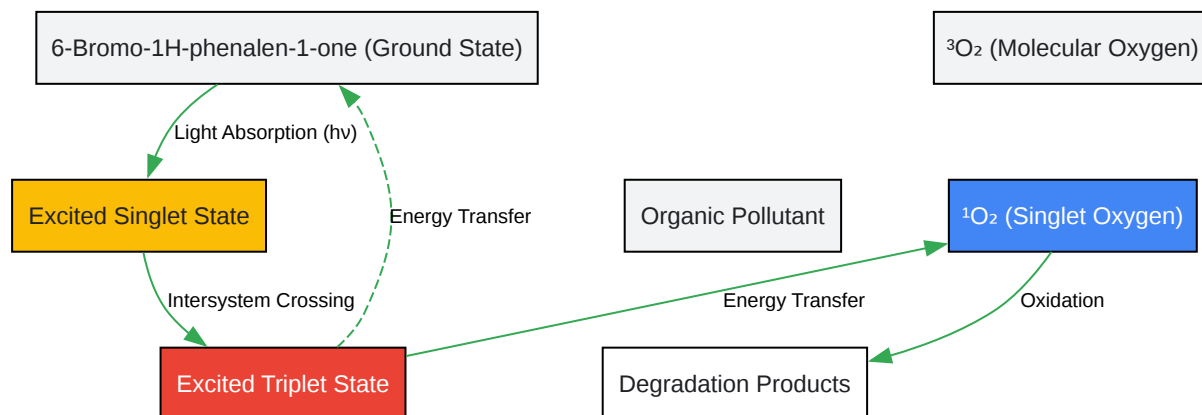 6-Bromo-1H-phenalen-1-one (Ground State)
³O₂ (Molecular Oxygen)
Light Absorption (hν)
Excited Singlet State
Energy Transfer
Organic Pollutant
¹O₂ (Singlet Oxygen)
Intersystem Crossing
Energy Transfer
Oxidation
Excited Triplet State
Degradation Products